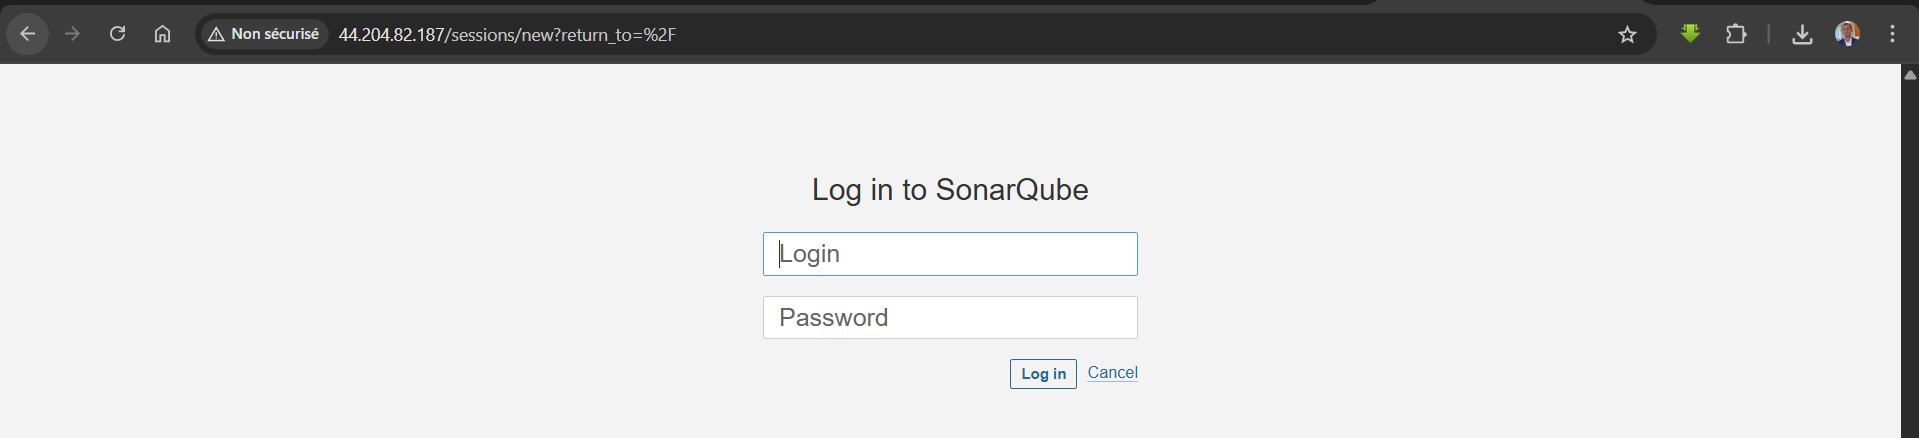 Non sécurisé 44.204.82.187/sessions/new?return_to=%2F
Log in to SonarQube
Login
Password
Log in Cancel